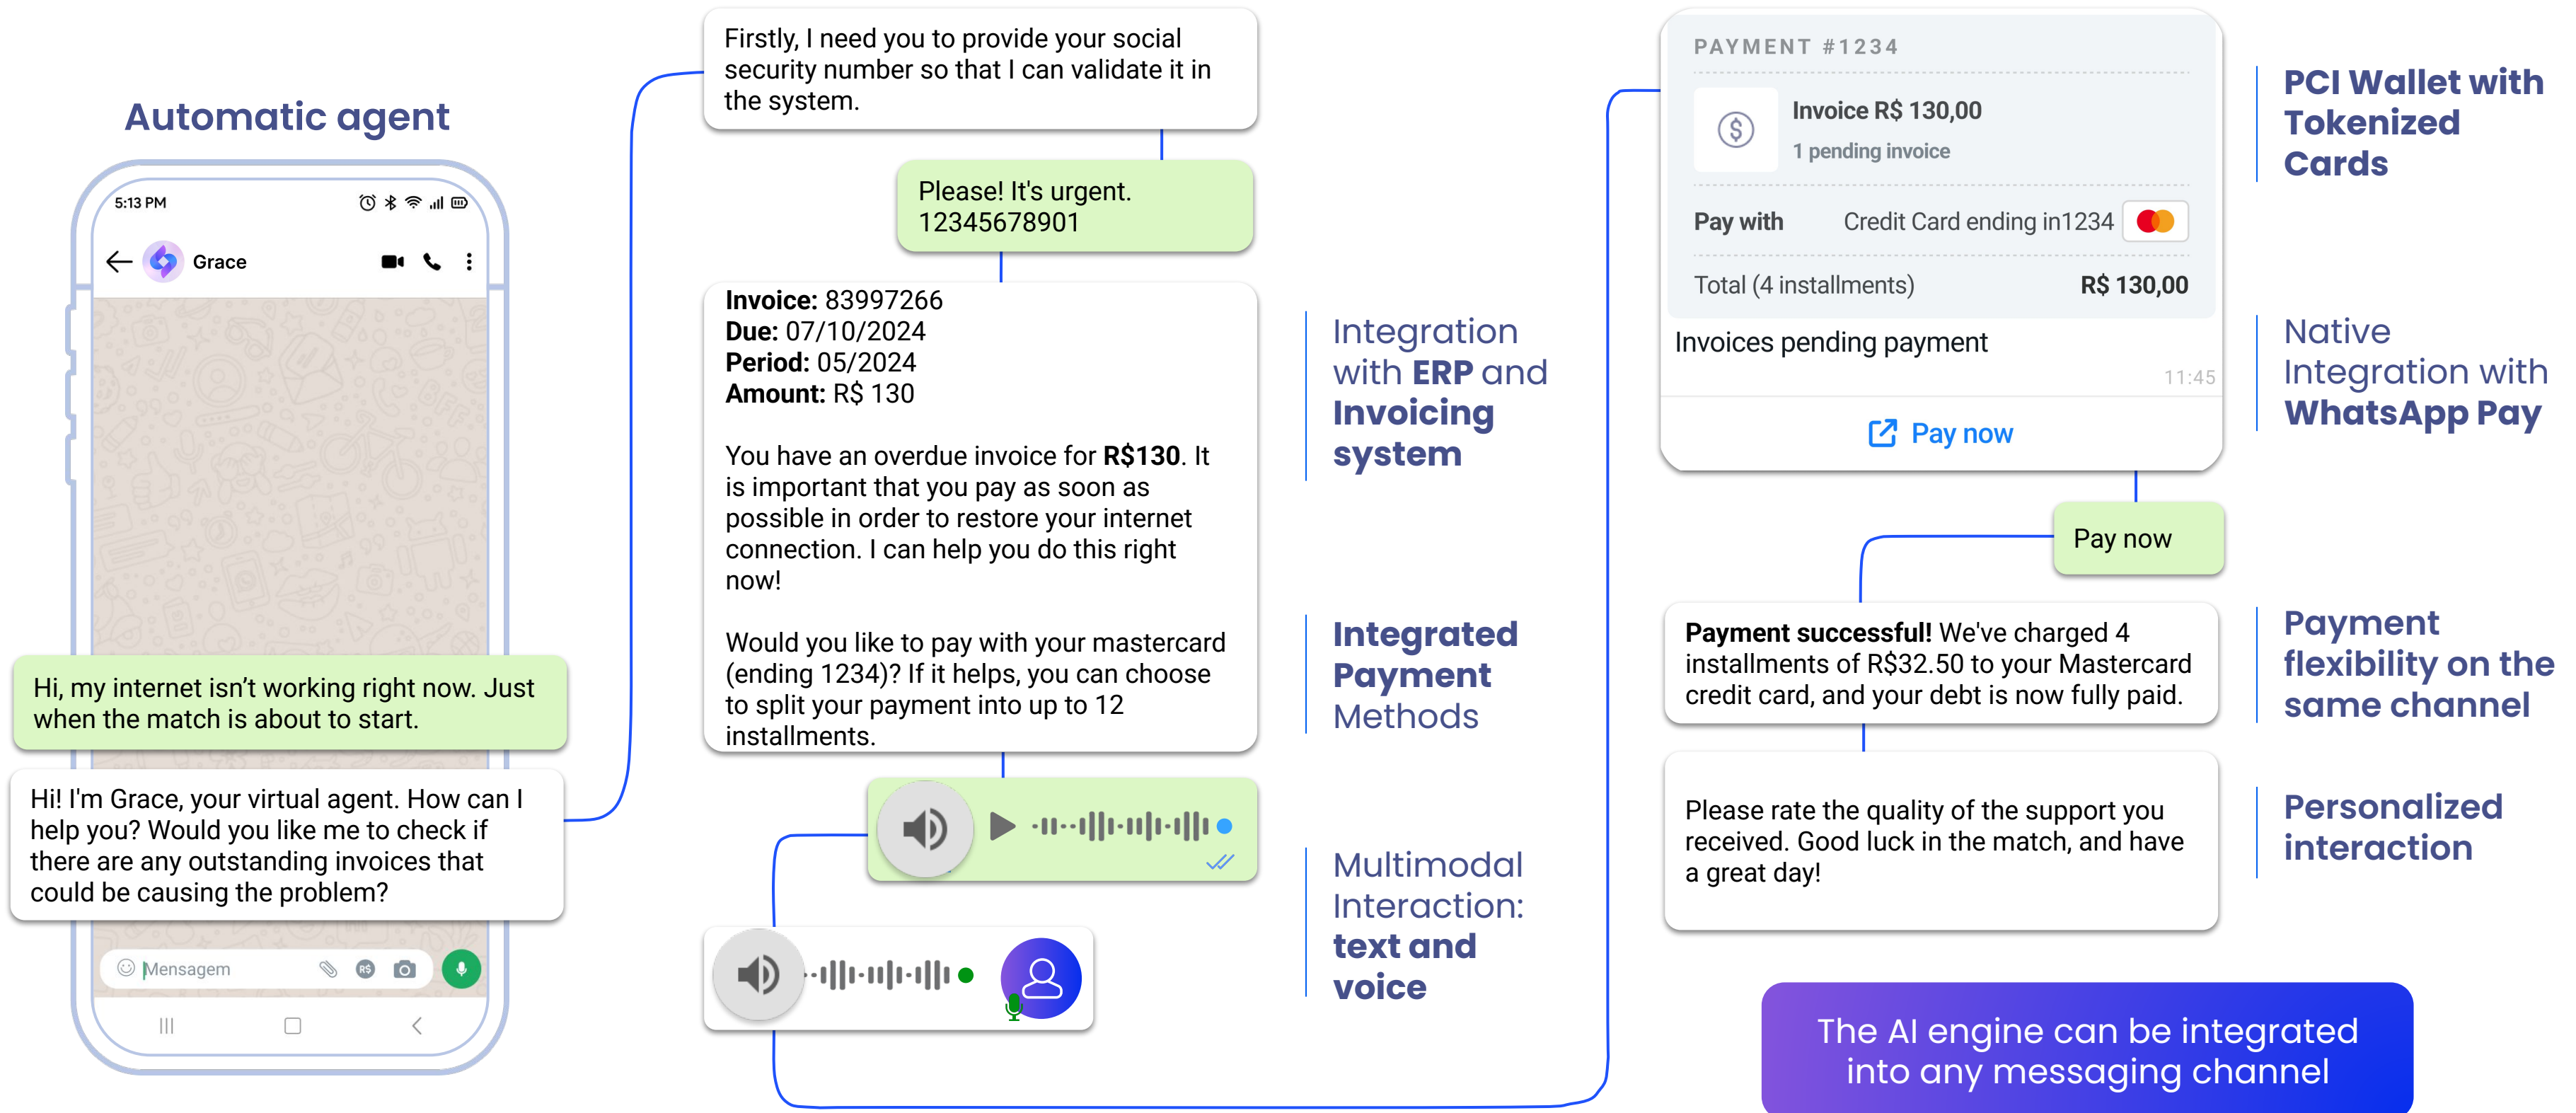 Automatic agent
5:13 PM
Grace
Hi, my internet isn’t working right now. Just
when the match is about to start.
Hi! I'm Grace, your virtual agent. How can I
help you? Would you like me to check if
there are any outstanding invoices that
could be causing the problem?
Mensagem
R$
Firstly, I need you to provide your social
security number so that I can validate it in
the system.
Please! It's urgent.
12345678901
Invoice: 83997266
Due: 07/10/2024
Period: 05/2024
Amount: R$ 130
You have an overdue invoice for R$130. It
is important that you pay as soon as
possible in order to restore your internet
connection. I can help you do this right
now!
Would you like to pay with your mastercard
(ending 1234)? If it helps, you can choose
to split your payment into up to 12
installments.
Integration
with ERP and
Invoicing
system
Integrated
Payment
Methods
Multimodal
Interaction:
text and
voice
PAYMENT #1234
$
Invoice R$ 130,00
1 pending invoice
Pay with Credit Card ending in1234
Total (4 installments) R$ 130,00
Invoices pending payment
11:45
Pay now
Pay now
Payment successful! We've charged 4
installments of R$32.50 to your Mastercard
credit card, and your debt is now fully paid.
Please rate the quality of the support you
received. Good luck in the match, and have
a great day!
PCI Wallet with
Tokenized
Cards
Native
Integration with
WhatsApp Pay
Payment
flexibility on the
same channel
Personalized
interaction
The AI engine can be integrated
into any messaging channel